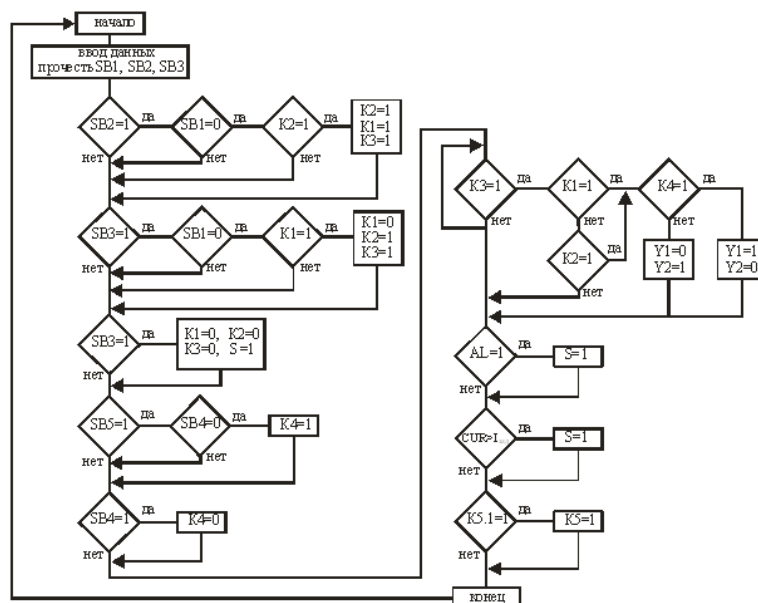 начало
ввод данных
прочесть SB1, SB2, SB3
SB2=1
да
SB1=0
да
K2=1
да
K2=1
K1=1
K3=1
нет
нет
нет
SB3=1
да
SB1=0
да
K1=1
да
K1=0
K2=1
K3=1
нет
нет
нет
SB3=1
да
K1=0, K2=0
K3=0, S=1
нет
SB5=1
да
SB4=0
да
K4=1
нет
нет
SB4=1
да
K4=0
нет
K3=1
да
K1=1
да
K4=1
да
нет
нет
нет
K2=1
да
нет
Y1=0
Y2=1
Y1=1
Y2=0
AL=1
да
S=1
нет
CUR>I
да
S=1
нет
K5.1=1
да
K5=1
нет
конец